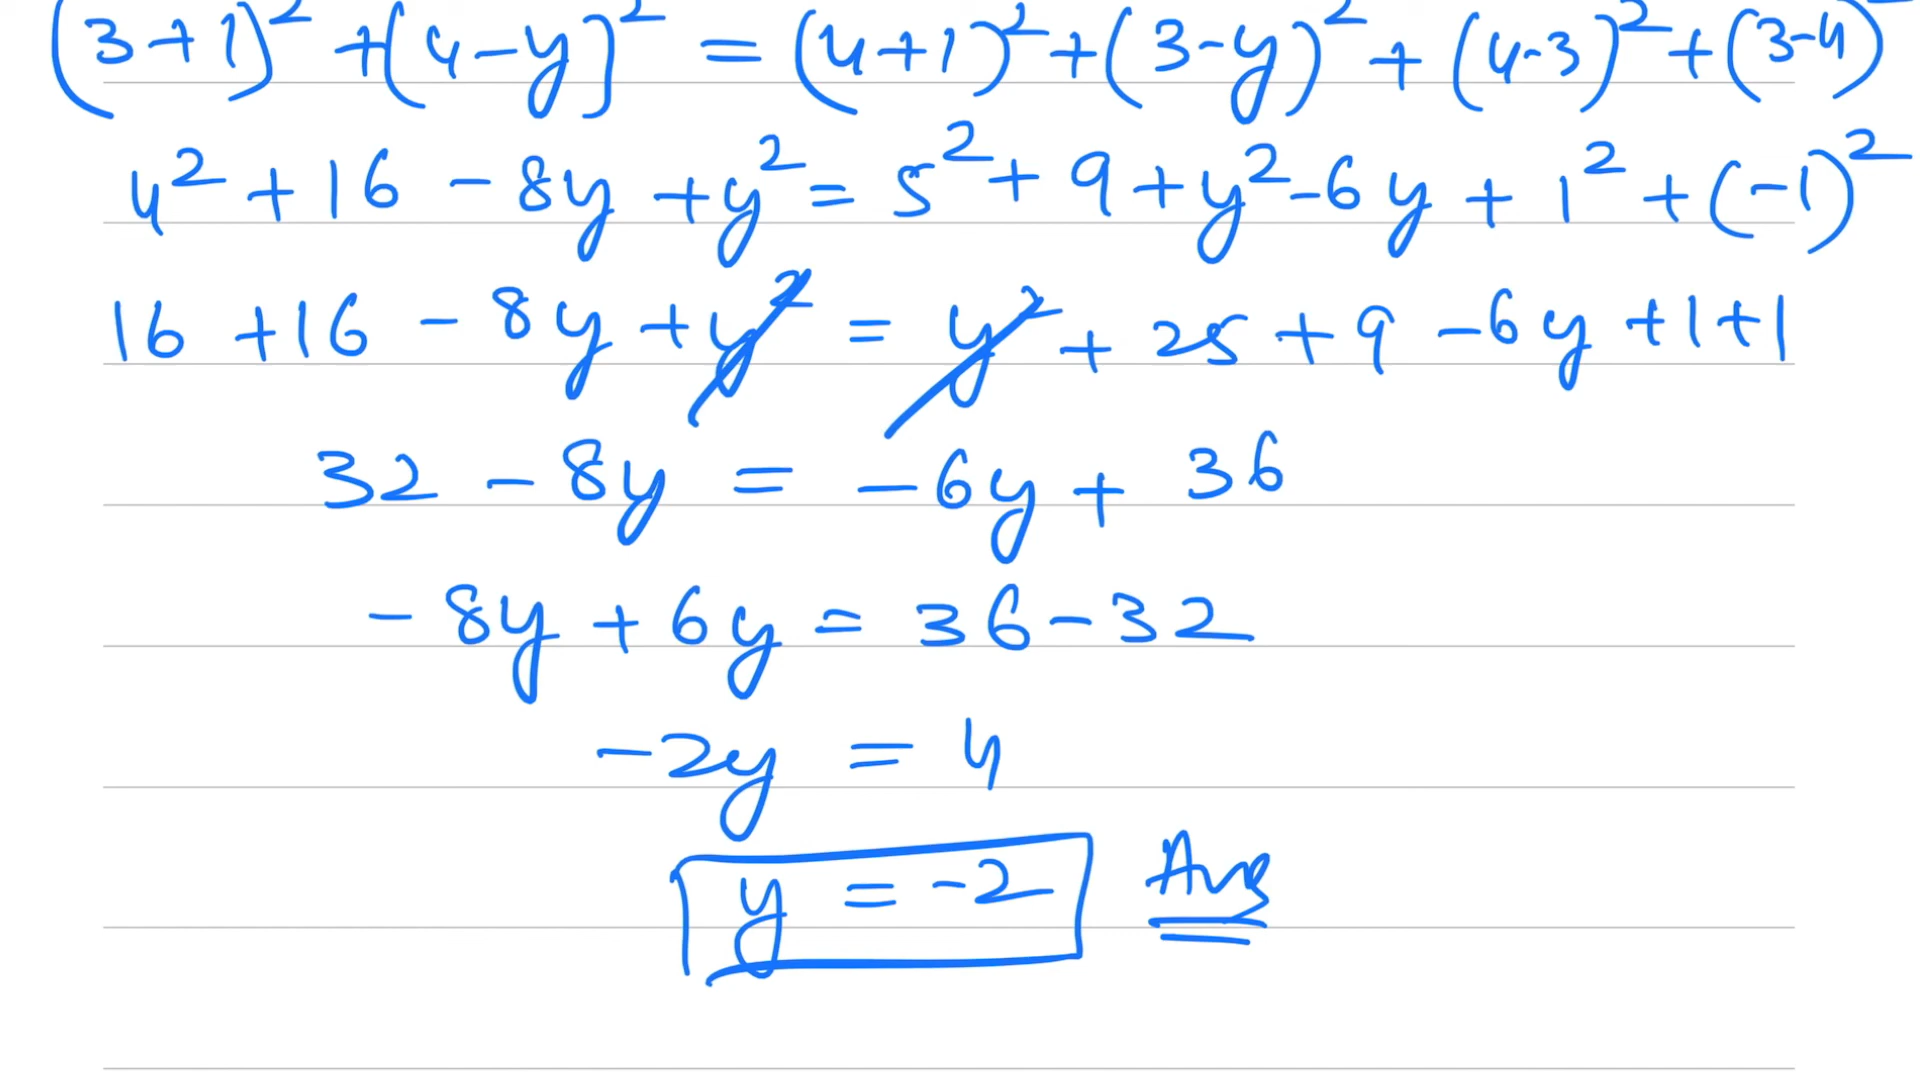 (3+1)² + (4-y]² = (4+1)² + (3-y)² + (4-3)² + (3-4)²
4² + 16 - 8y + y² = 5² + 9 + y² - 6y + 1² + (-1)²
16 + 16 - 8y + y² = y² + 25 + 9 - 6y + 1 + 1
32 - 8y = -6y + 36
-8y + 6y = 36 - 32
-2y = 4
y = -2 Ans